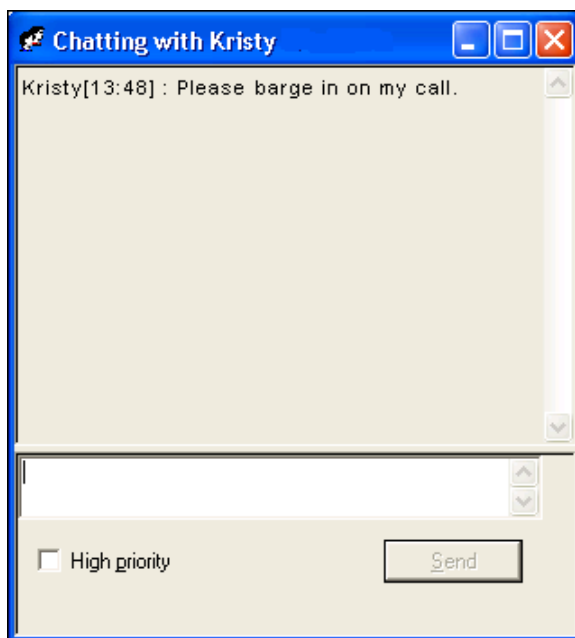 Chatting with Kristy
Kristy[13:48] : Please barge in on my call.
High priority
Send